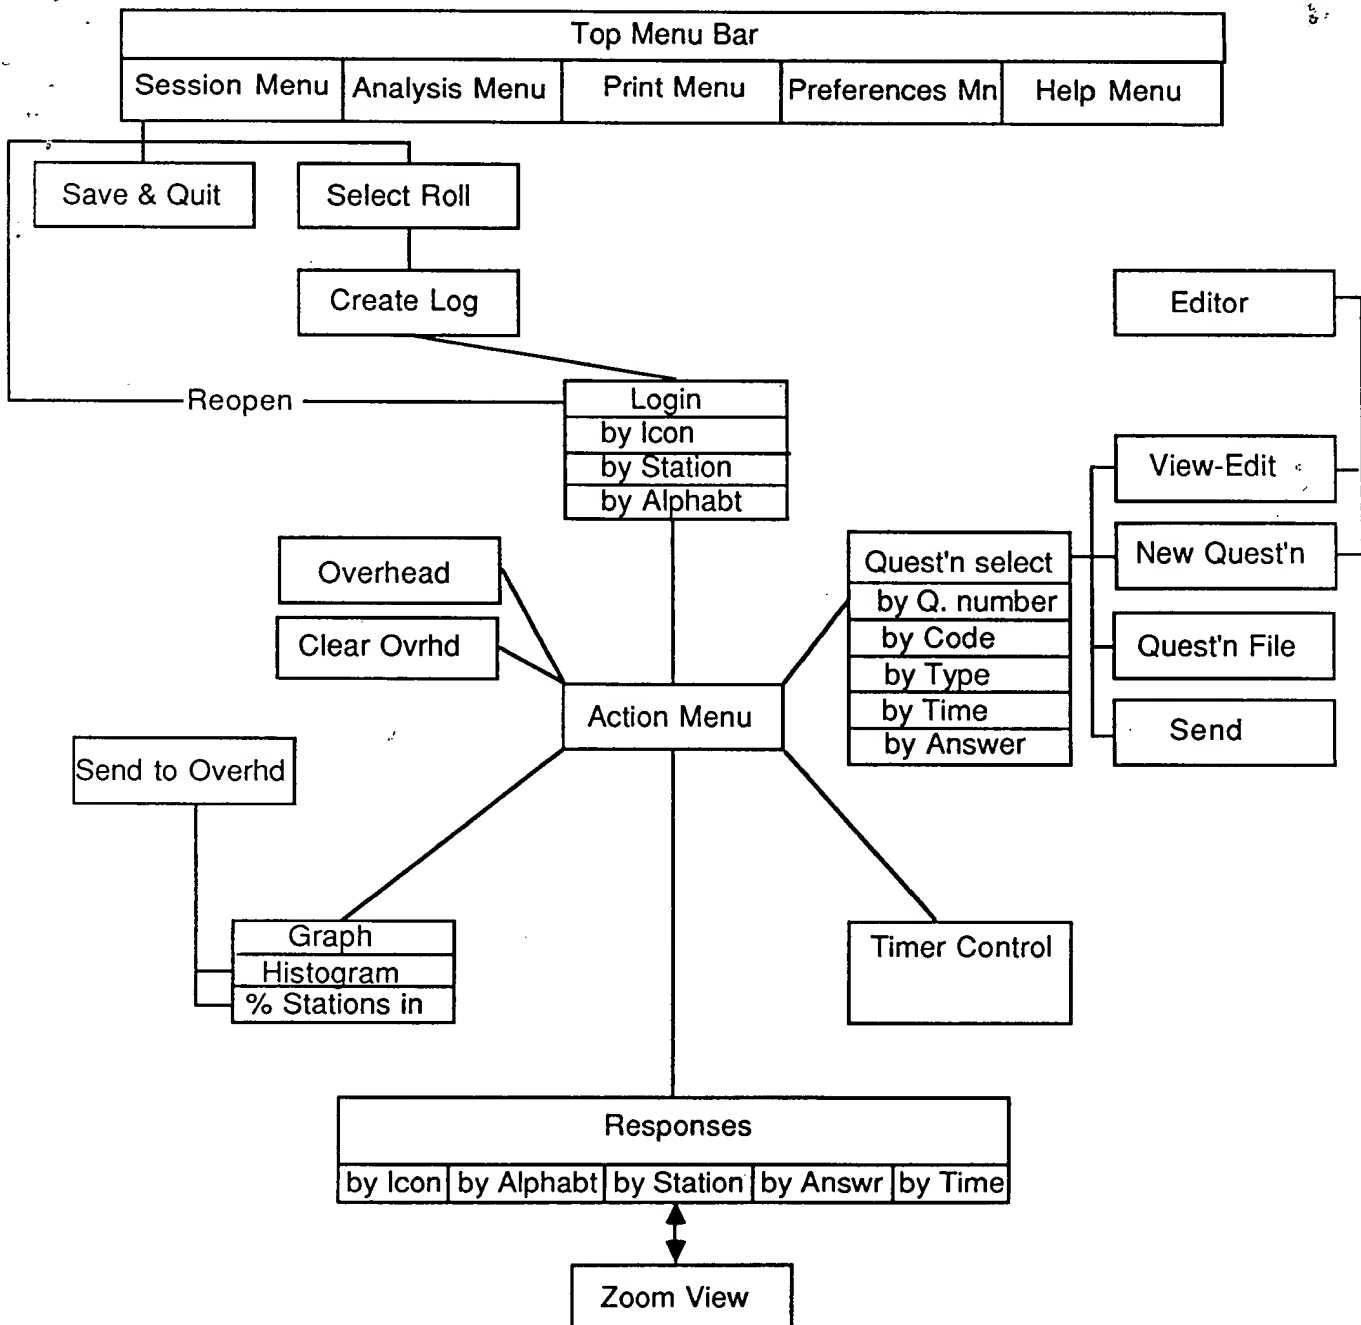 Top Menu Bar
Session Menu
Analysis Menu
Print Menu
Preferences Mn
Help Menu
Save & Quit
Select Roll
Create Log
Editor
Reopen
Login
by Icon
by Station
by Alphabt
View-Edit
New Quest'n
Quest'n File
Send
Quest'n select
by Q. number
by Code
by Type
by Time
by Answer
Overhead
Clear Ovrhd
Action Menu
Send to Overhd
Graph
Histogram
% Stations in
Timer Control
Responses
by Icon
by Alphabt
by Station
by Answr
by Time
Zoom View